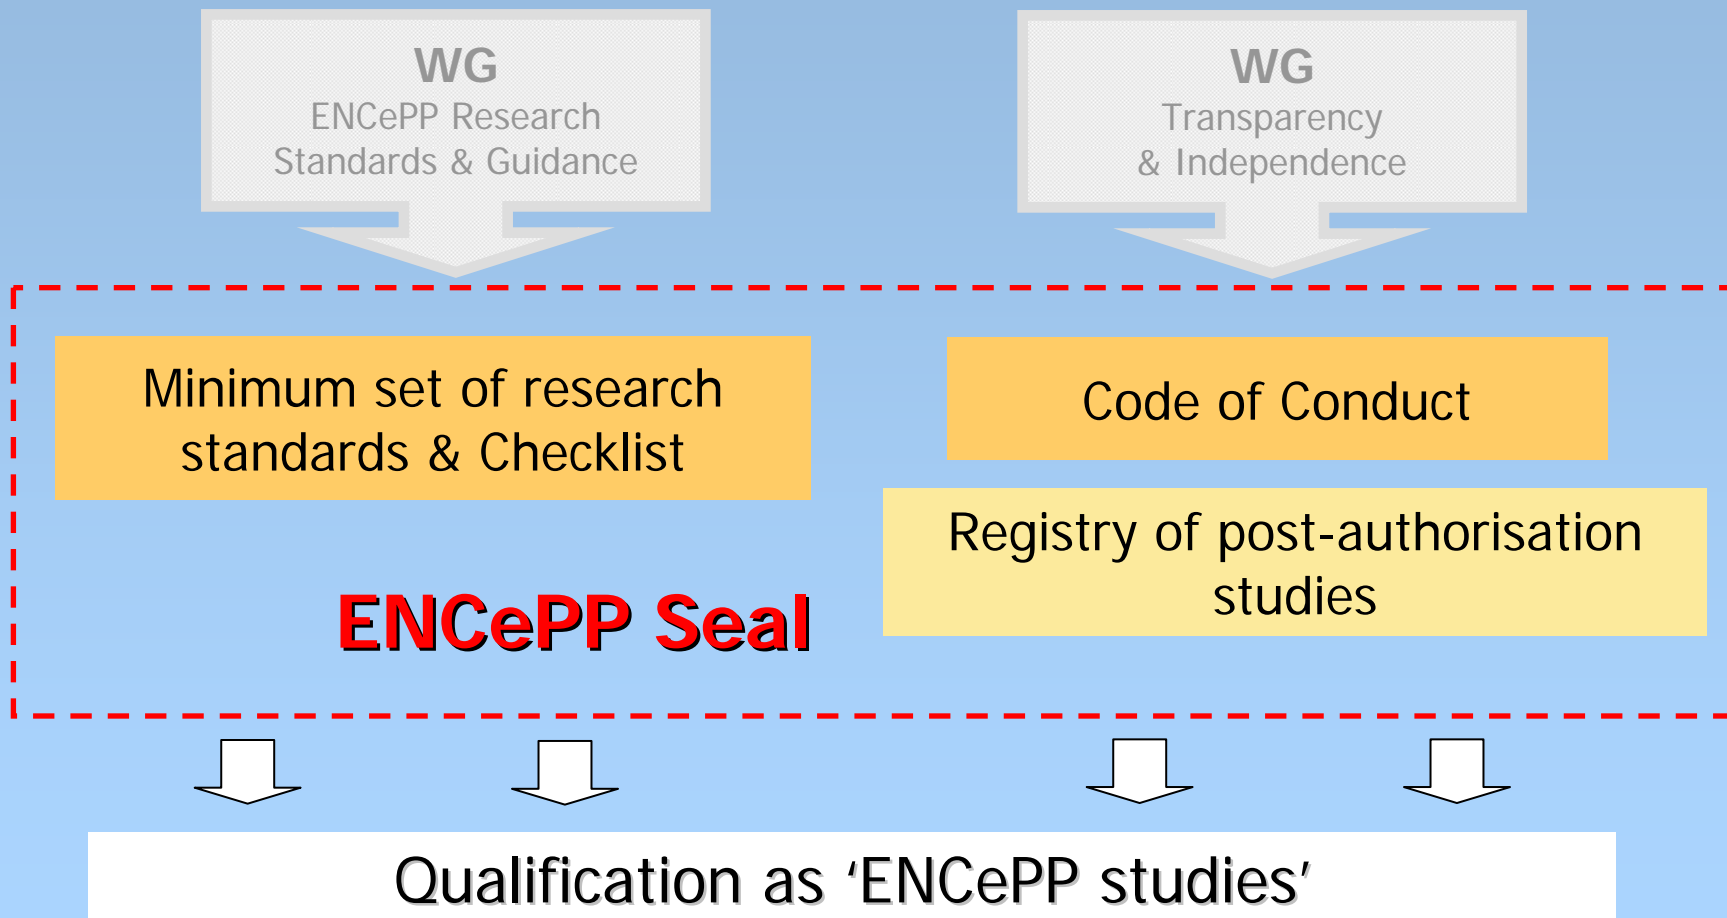 WG
ENCePP Research
Standards & Guidance
WG
Transparency
& Independence
Minimum set of research
standards & Checklist
Code of Conduct
Registry of post-authorisation
studies
ENCePP Seal
Qualification as ‘ENCePP studies’